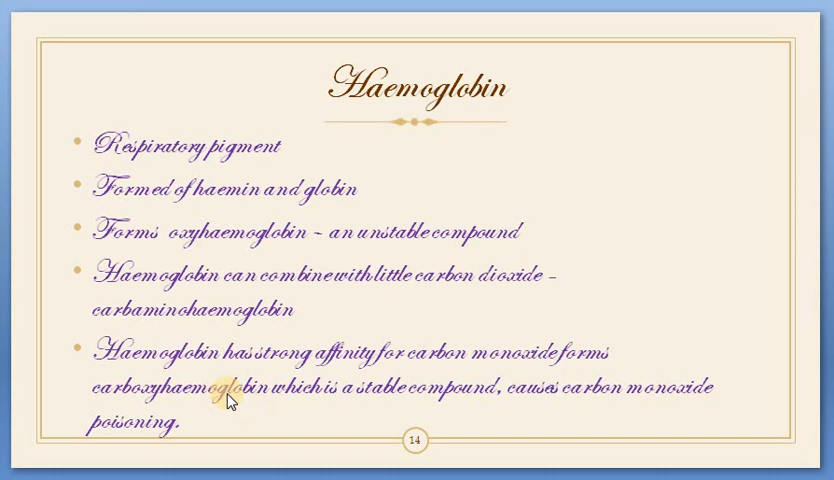 Haemoglobin
• Respiratory pigment
• Formed of haemin and globin
• Forms oxyhaemoglobin - an unstable compound
• Haemoglobin can combine with little carbon dioxide -
carbaminohaemoglobin
• Haemoglobin has strong affinity for carbon monoxide forms
carboxyhaemoglobin which is a stable compound, causes carbon monoxide
poisoning.
14